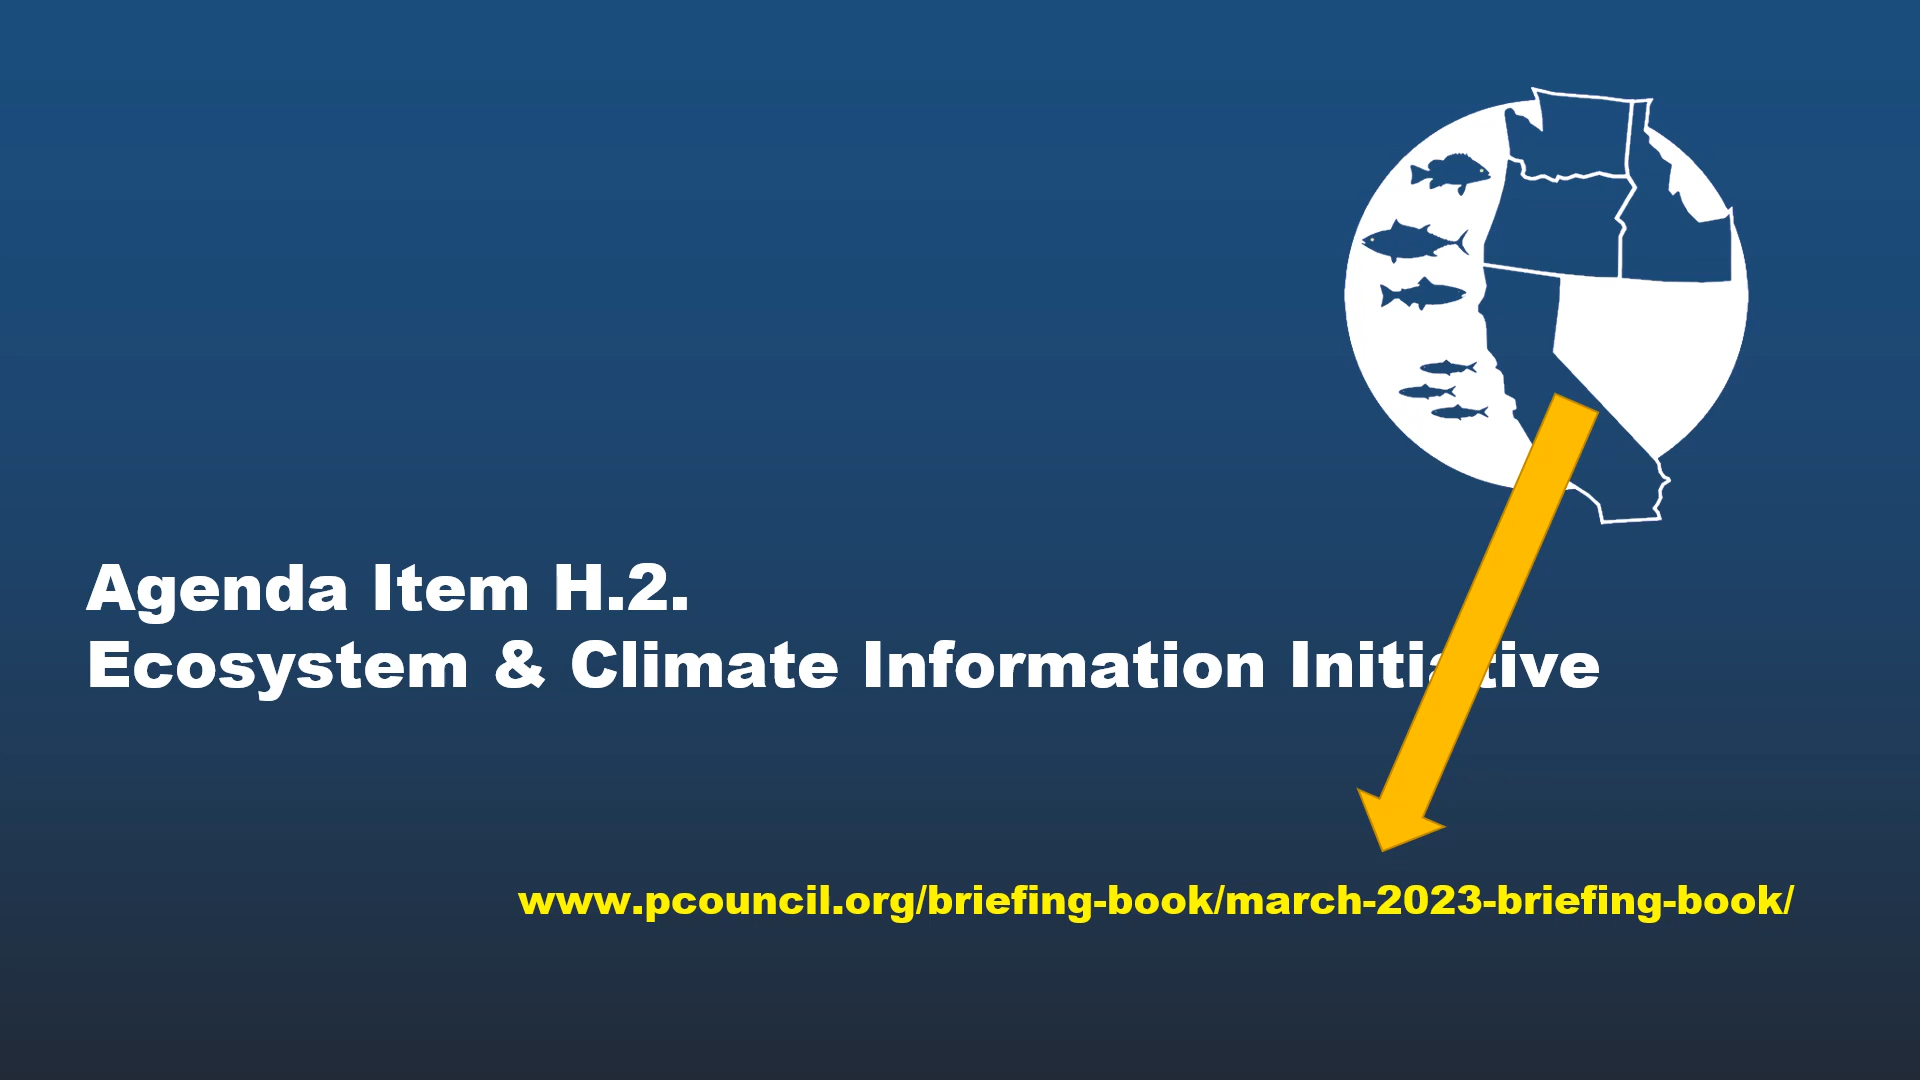 Agenda Item H.2.
Ecosystem & Climate Information Initiative
www.pcouncil.org/briefing-book/march-2023-briefing-book/